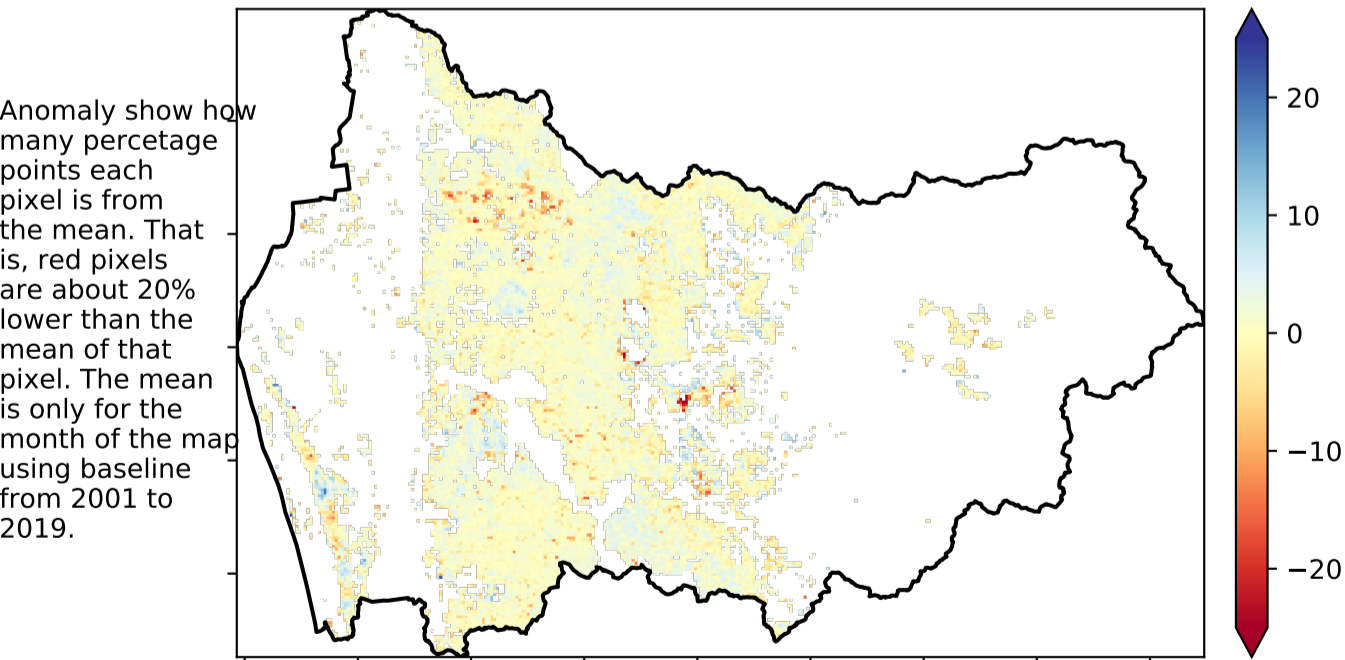 Anomaly show how
many percetage
points each
pixel is from
the mean. That
is, red pixels
are about 20%
lower than the
mean of that
pixel. The mean
is only for the
month of the map
using baseline
from 2001 to
2019.
20
10
0
−10
−20